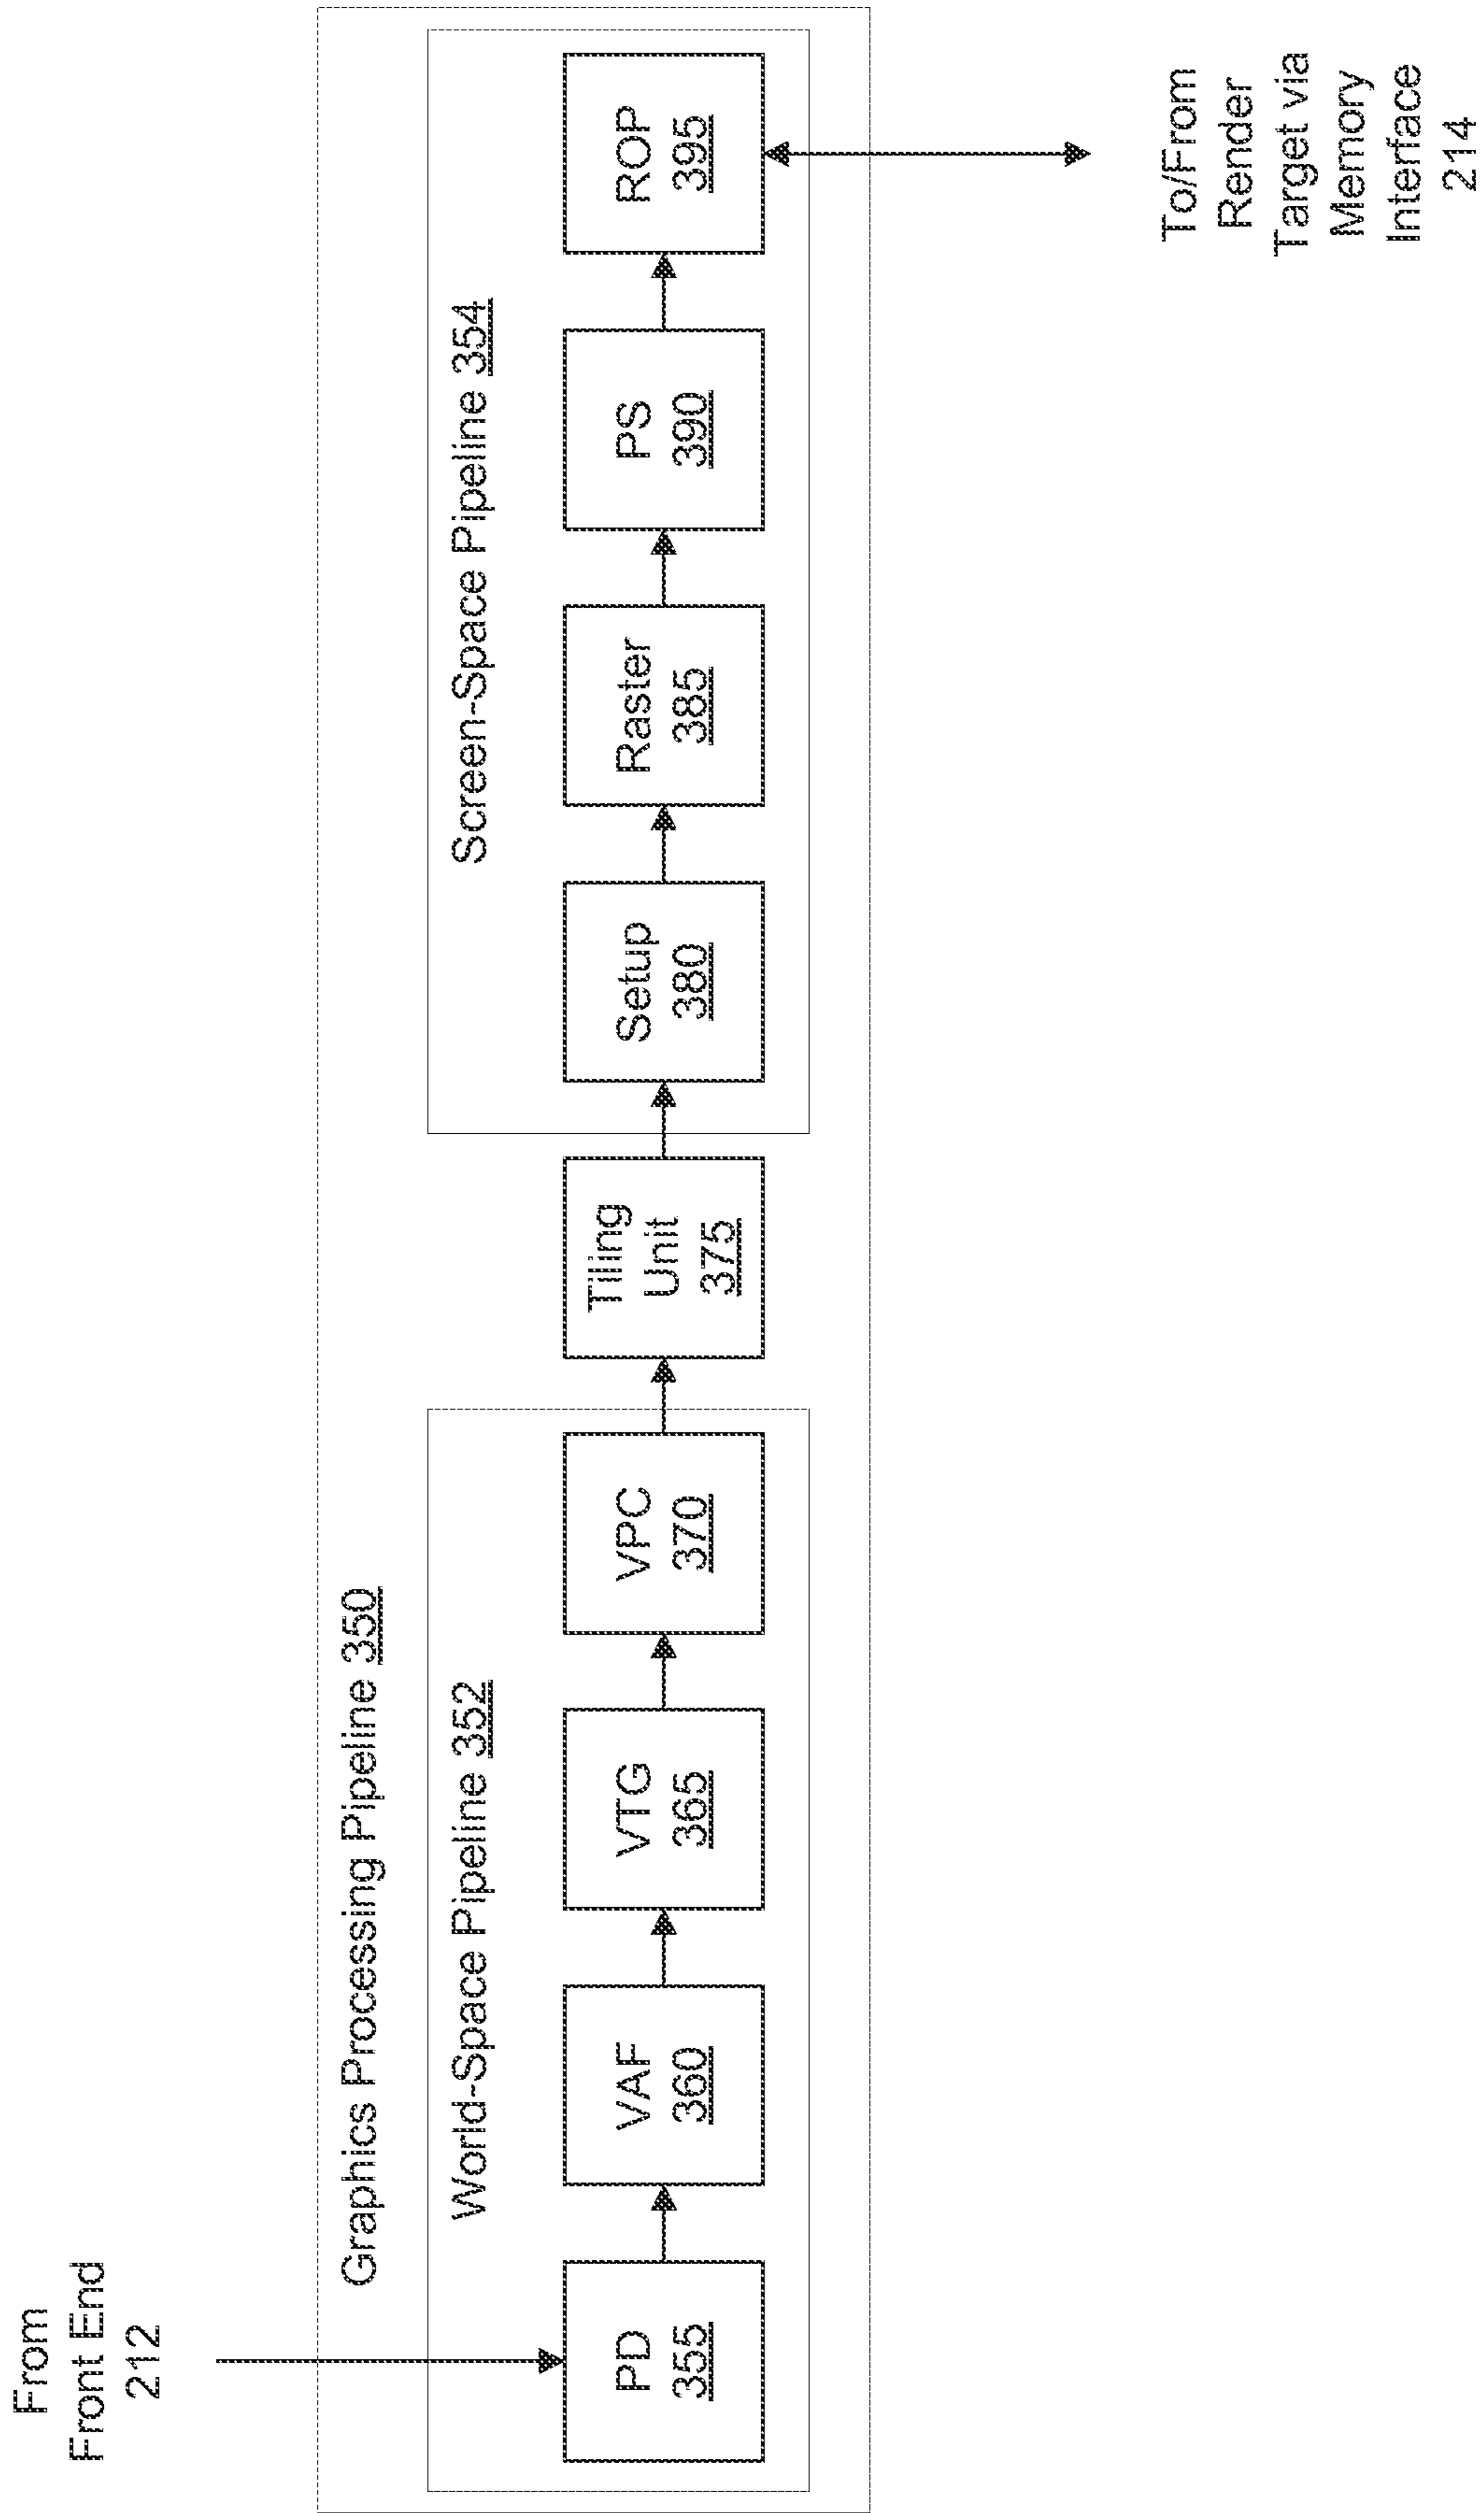 From
Front End
212
Graphics Processing Pipeline 350
World-Space Pipeline 352
PD
355
VAF
360
VTG
365
VPC
370
Tiling
Unit
375
Screen-Space Pipeline 354
Setup
380
Raster
385
PS
390
ROP
395
To/From
Render
Target via
Memory
Interface
214